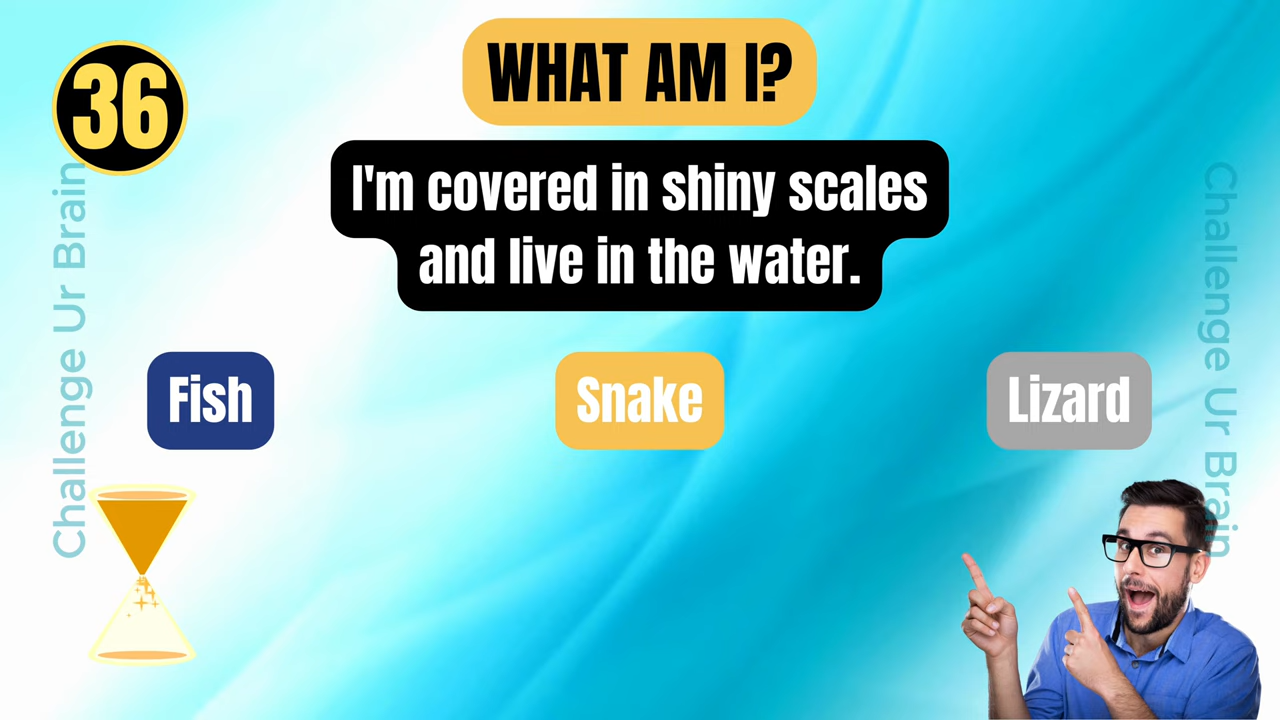 36
WHAT AM I?
I'm covered in shiny scales
and live in the water.
Fish
Snake
Lizard
Challenge Ur Brain
Challenge Ur Brain